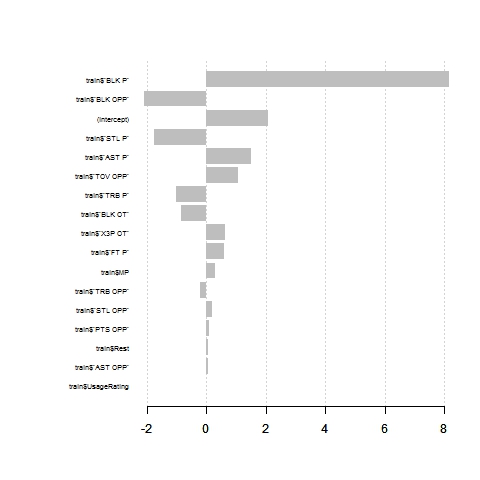 train$`BLK P`
train$`BLK OPP`
(Intercept)
train$`STL P`
train$`AST P`
train$`TOV OPP`
train$`TRB P`
train$`BLK OT`
train$`X3P OT`
train$`FT P`
train$MP
train$`TRB OPP`
train$`STL OPP`
train$`PTS OPP`
train$Rest
train$`AST OPP`
train$UsageRating
-2 0 2 4 6 8